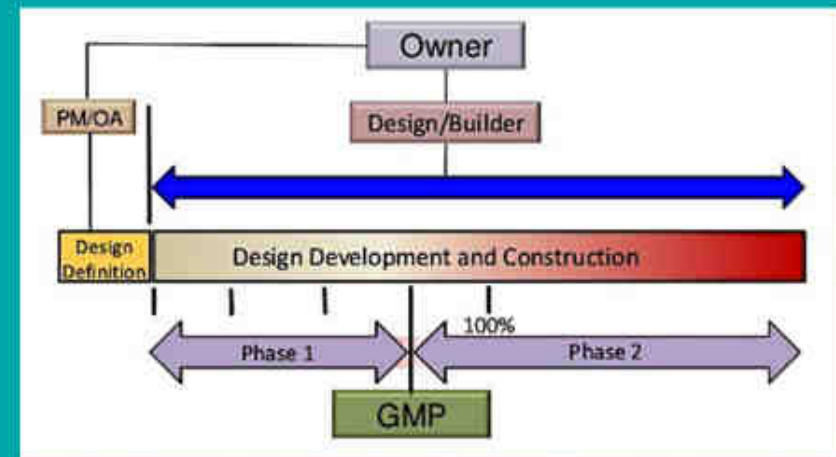 Owner
PM/OA
Design/Builder
Design
Definition
Design Development and Construction
100%
Phase 1
Phase 2
GMP